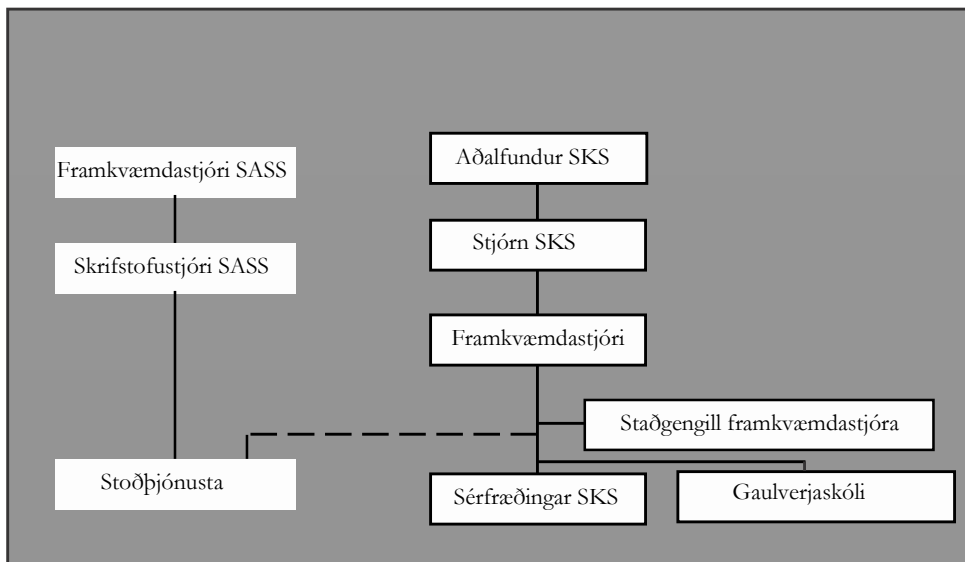 Framkvæmdastjóri SASS
Aðalfundur SKS
Skrifstofustjóri SASS
Stjórn SKS
Framkvæmdastjóri
Staðgengill framkvæmdastjóra
Stoðþjónusta
Sérfræðingar SKS
Gaulverjaskóli